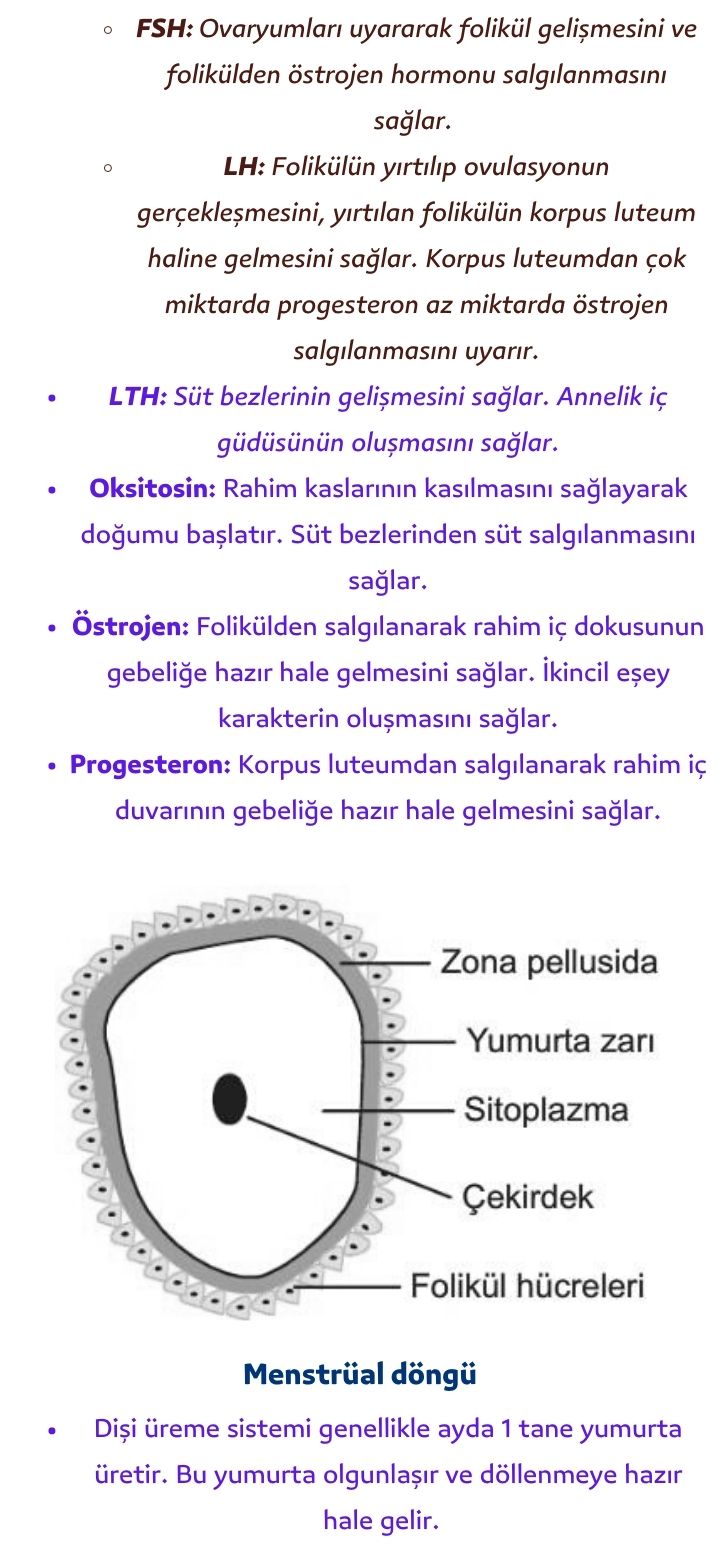 FSH: Ovaryumları uyararak folikül gelişmesini ve
folikülden östrojen hormonu salgılanmasını
sağlar.
LH: Folikülün yırtılıp ovulasyonun
gerçekleşmesini, yırtılan folikülün korpus luteum
haline gelmesini sağlar. Korpus luteumdan çok
miktarda progesteron az miktarda östrojen
salgılanmasını uyarır.
LTH: Süt bezlerinin gelişmesini sağlar. Annelik iç
güdüsünün oluşmasını sağlar.
Oksitosin: Rahim kaslarının kasılmasını sağlayarak
doğumu başlatır. Süt bezlerinden süt salgılanmasını
sağlar.
Östrojen: Folikülden salgılanarak rahim iç dokusunun
gebeliğe hazır hale gelmesini sağlar. İkincil eşey
karakterin oluşmasını sağlar.
Progesteron: Korpus luteumdan salgılanarak rahim iç
duvarının gebeliğe hazır hale gelmesini sağlar.
Zona pellusida
Yumurta zarı
Sitoplazma
Çekirdek
Folikül hücreleri
Menstrüal döngü
Dişi üreme sistemi genellikle ayda 1 tane yumurta
üretir. Bu yumurta olgunlaşır ve döllenmeye hazır
hale gelir.